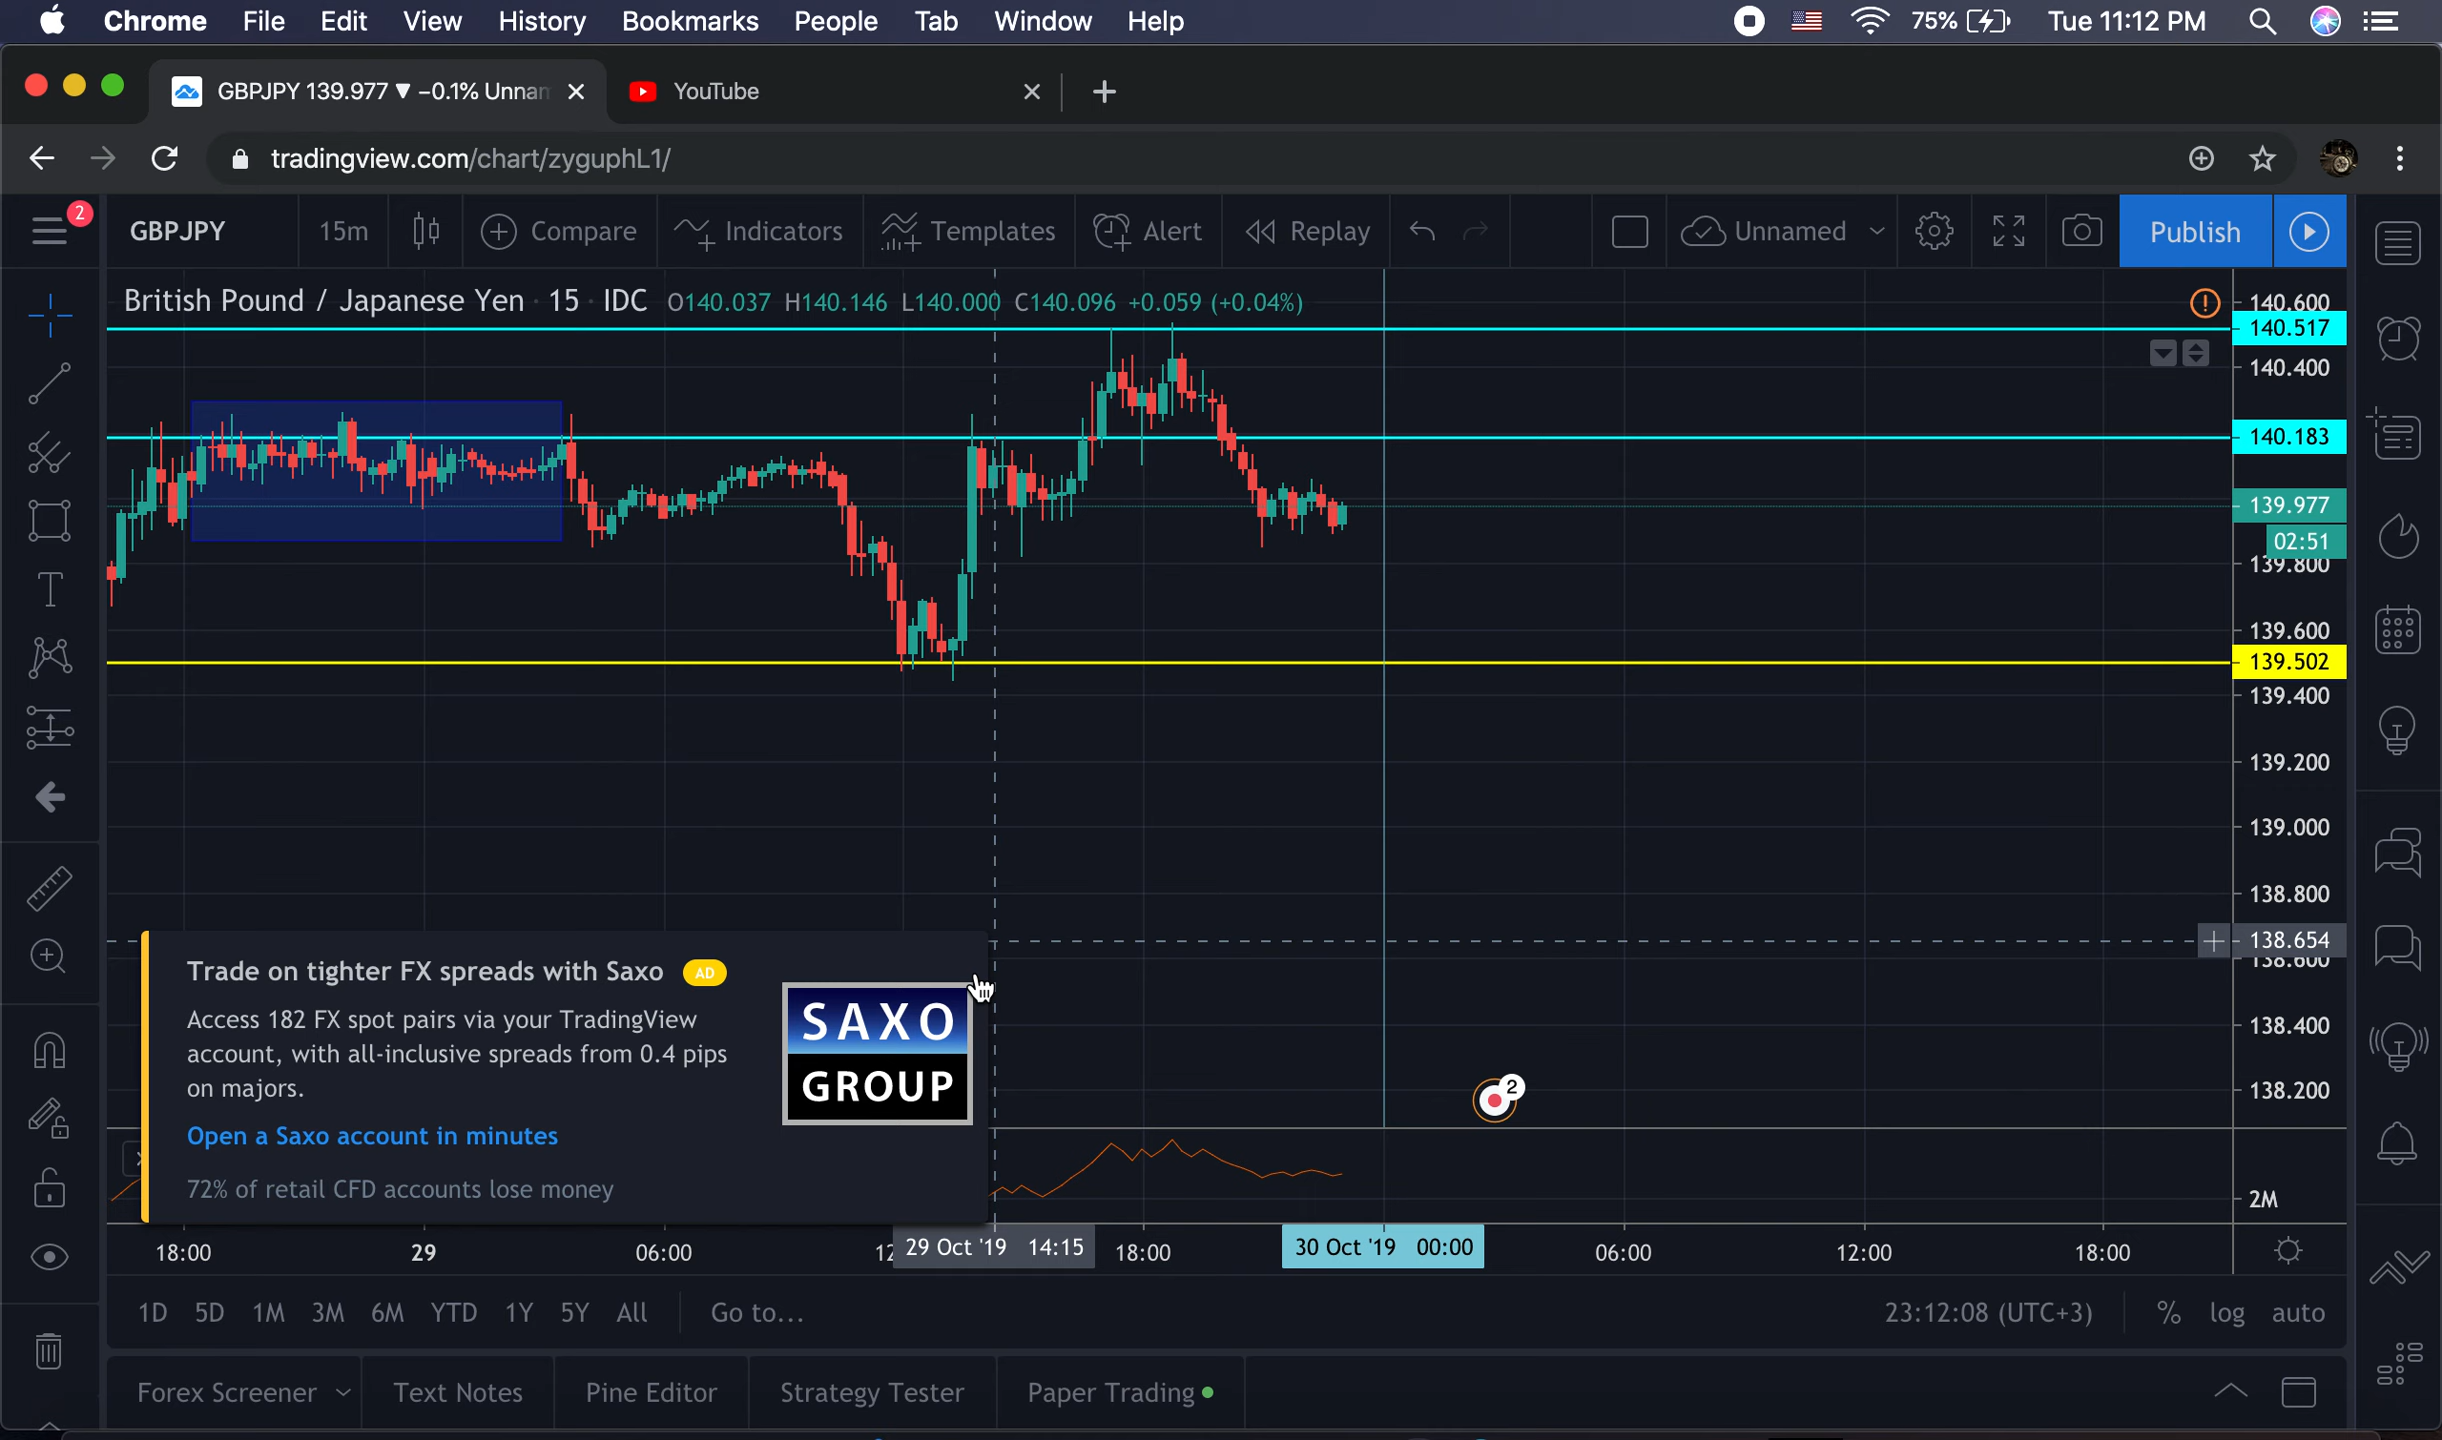 Chrome File Edit View History Bookmarks People Tab Window Help 75% Tue 11:12 PM
GBPJPY 139.977 ▼ −0.1% Unnam
YouTube
tradingview.com/chart/zyguphL1/
2
GBPJPY 15m Compare Indicators Templates Alert Replay Unnamed Publish
British Pound / Japanese Yen · 15 · IDC O140.037 H140.146 L140.000 C140.096 +0.059 (+0.04%)
140.600
140.517
140.400
140.183
139.977
02:51
139.800
139.600
139.502
139.400
139.200
139.000
138.800
138.654
138.600
138.400
138.200
2M
Trade on tighter FX spreads with Saxo AD
Access 182 FX spot pairs via your TradingView
account, with all-inclusive spreads from 0.4 pips
on majors.
Open a Saxo account in minutes
72% of retail CFD accounts lose money
SAXO
GROUP
2
18:00 29 06:00 12 29 Oct '19 14:15 18:00 30 Oct '19 00:00 06:00 12:00 18:00
1D 5D 1M 3M 6M YTD 1Y 5Y All Go to... 23:12:08 (UTC+3) % log auto
Forex Screener Text Notes Pine Editor Strategy Tester Paper Trading